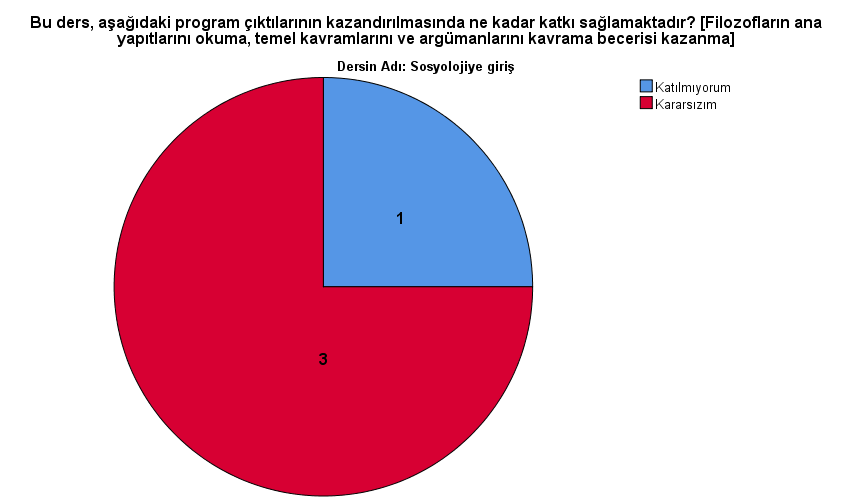 Bu ders, aşağıdaki program çıktılarının kazandırılmasında ne kadar katkı sağlamaktadır? [Filozofların ana
yapıtlarını okuma, temel kavramlarını ve argümanlarını kavrama becerisi kazanma]
Dersin Adı: Sosyolojiye giriş
Katılmıyorum
Kararsızım
1
3